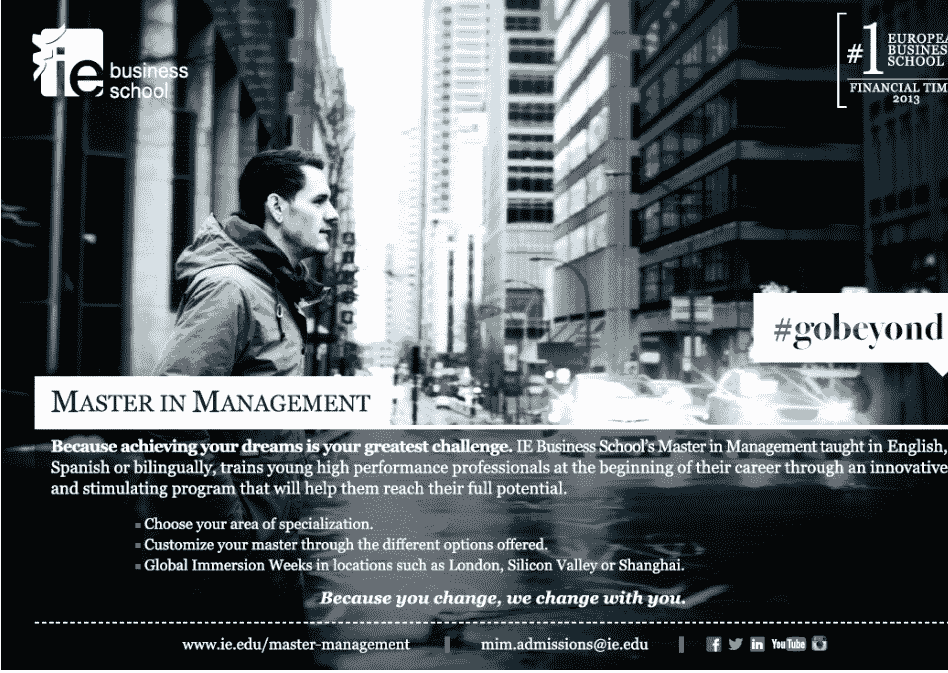 ie business
school
#1 EUROPEA
BUSINES
SCHOOL
FINANCIAL TIM
2013
#gobeyond
MASTER IN MANAGEMENT
Because achieving your dreams is your greatest challenge. IE Business School's Master in Management taught in English,
Spanish or bilingually, trains young high performance professionals at the beginning of their career through an innovative
and stimulating program that will help them reach their full potential.
Choose your area of specialization.
Customize your master through the different options offered.
Global Immersion Weeks in locations such as London, Silicon Valley or Shanghai.
Because you change, we change with you.
www.ie.edu/master-management | mim.admissions@ie.edu | f in YouTube